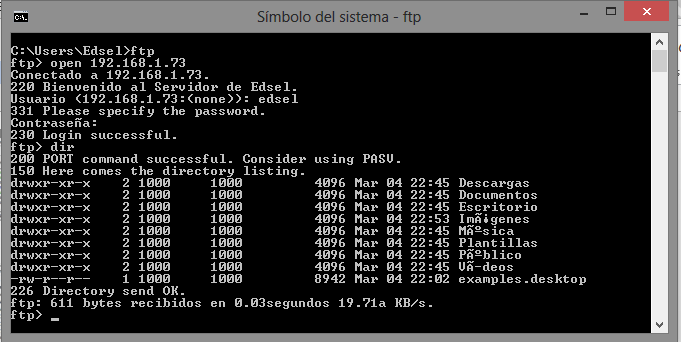 Símbolo del sistema - ftp
C:\Users\Edsel>ftp
ftp> open 192.168.1.73
Conectado a 192.168.1.73.
220 Bienvenido al Servidor de Edsel.
Usuario (192.168.1.73:(none)): edsel
331 Please specify the password.
Contraseña:
230 Login successful.
ftp> dir
200 PORT command successful. Consider using PASV.
150 Here comes the directory listing.
drwxr-xr-x    2 1000     1000         4096 Mar 04 22:45 Descargas
drwxr-xr-x    2 1000     1000         4096 Mar 04 22:45 Documentos
drwxr-xr-x    2 1000     1000         4096 Mar 04 22:45 Escritorio
drwxr-xr-x    2 1000     1000         4096 Mar 04 22:53 Imã¡genes
drwxr-xr-x    2 1000     1000         4096 Mar 04 22:45 Mãºsica
drwxr-xr-x    2 1000     1000         4096 Mar 04 22:45 Plantillas
drwxr-xr-x    2 1000     1000         4096 Mar 04 22:45 Pãºblico
drwxr-xr-x    2 1000     1000         4096 Mar 04 22:45 Vã-deos
-rw-r--r--    1 1000     1000         8942 Mar 04 22:02 examples.desktop
226 Directory send OK.
ftp: 611 bytes recibidos en 0.03segundos 19.71a KB/s.
ftp> _